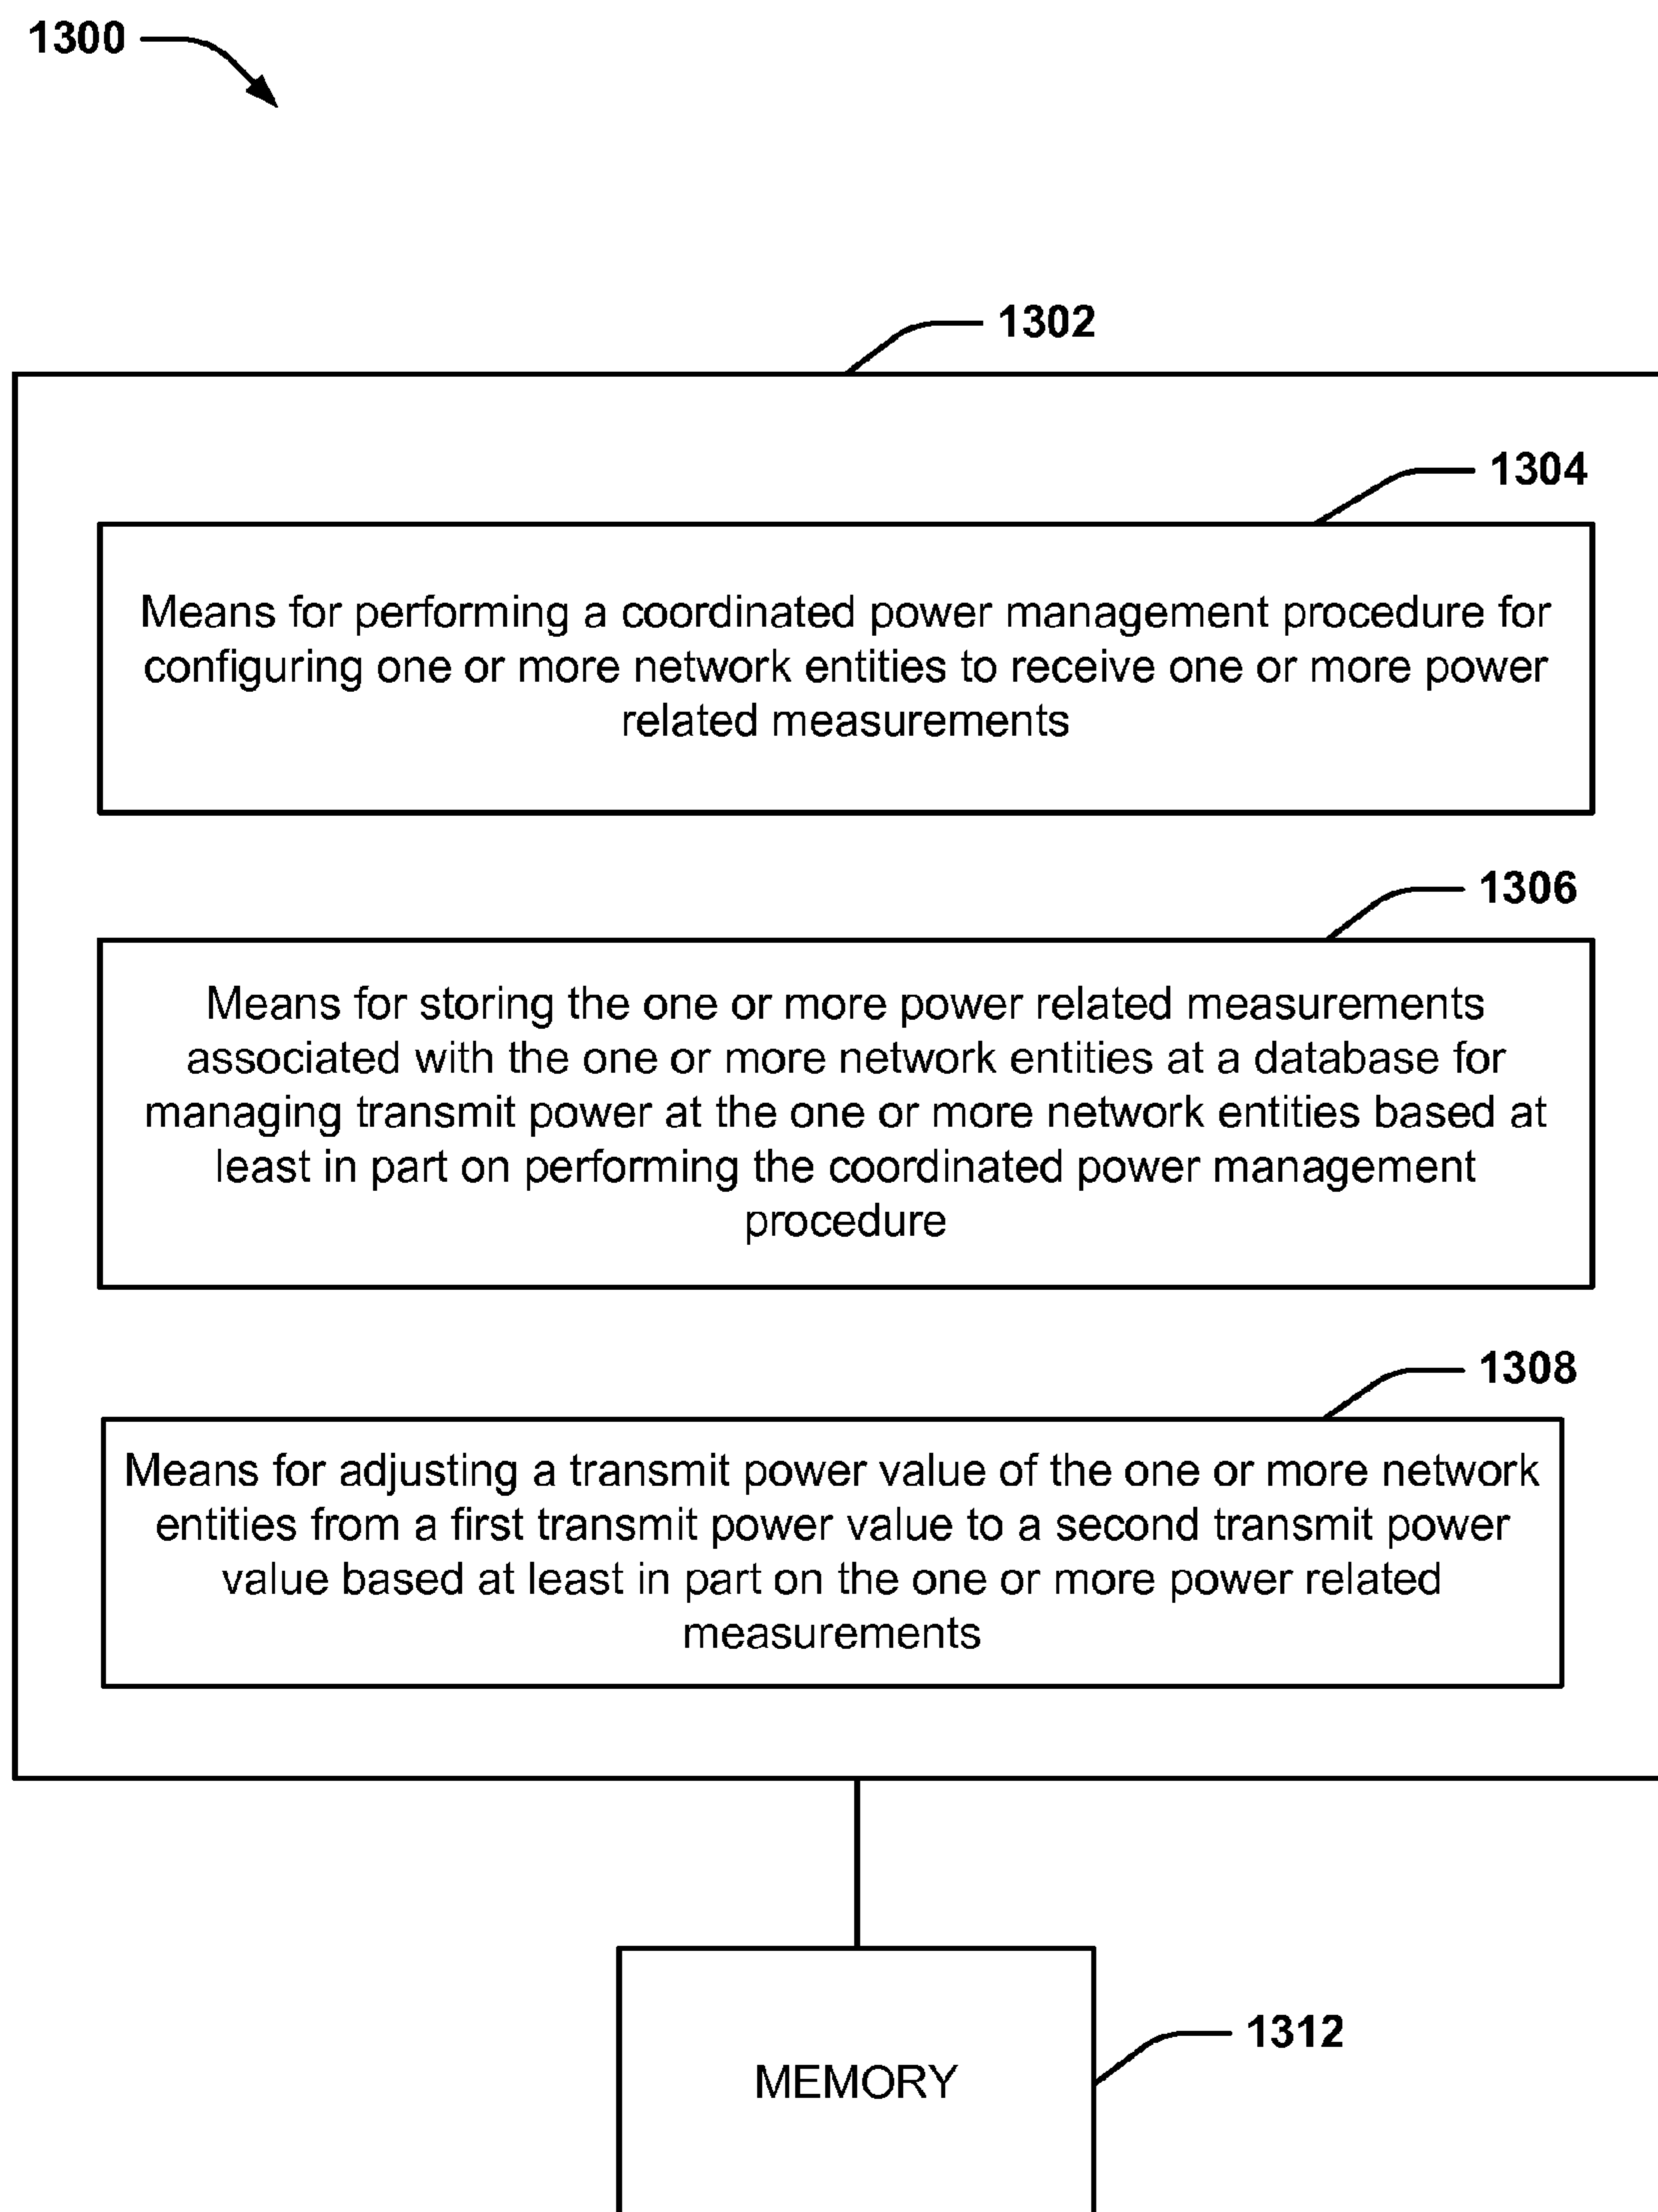 1300
1302
1304
Means for performing a coordinated power management procedure for
configuring one or more network entities to receive one or more power
related measurements
1306
Means for storing the one or more power related measurements
associated with the one or more network entities at a database for
managing transmit power at the one or more network entities based at
least in part on performing the coordinated power management
procedure
1308
Means for adjusting a transmit power value of the one or more network
entities from a first transmit power value to a second transmit power
value based at least in part on the one or more power related
measurements
1312
MEMORY